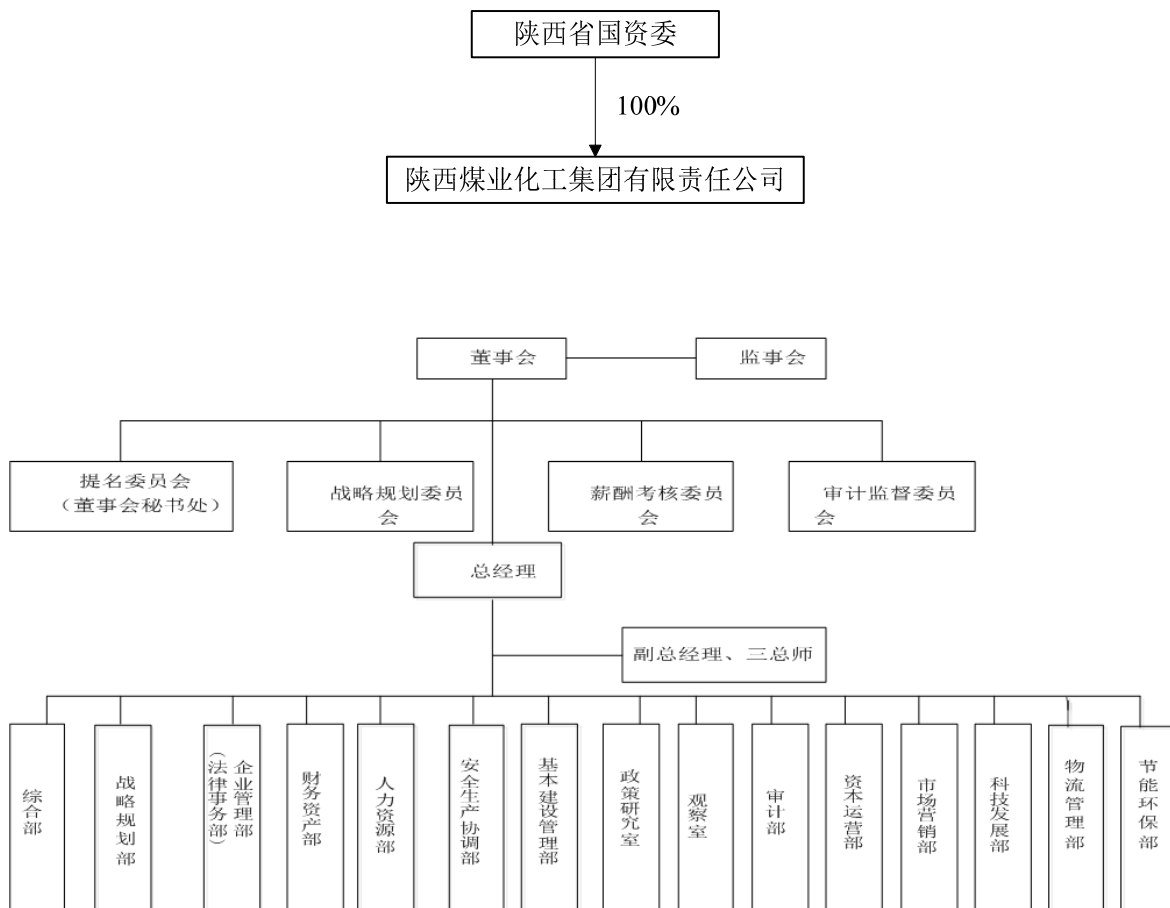 陕西省国资委
100%
陕西煤业化工集团有限责任公司
董事会
监事会
提名委员会
（董事会秘书处）
战略规划委员
会
薪酬考核委员
会
审计监督委员
会
总经理
副总经理、三总师
综合部
战略规划部
企业管理部
（法律事务部）
财务资产部
人力资源部
安全生产协调部
基本建设管理部
政策研究室
观察室
审计部
资本运营部
市场营销部
科技发展部
物流管理部
节能环保部